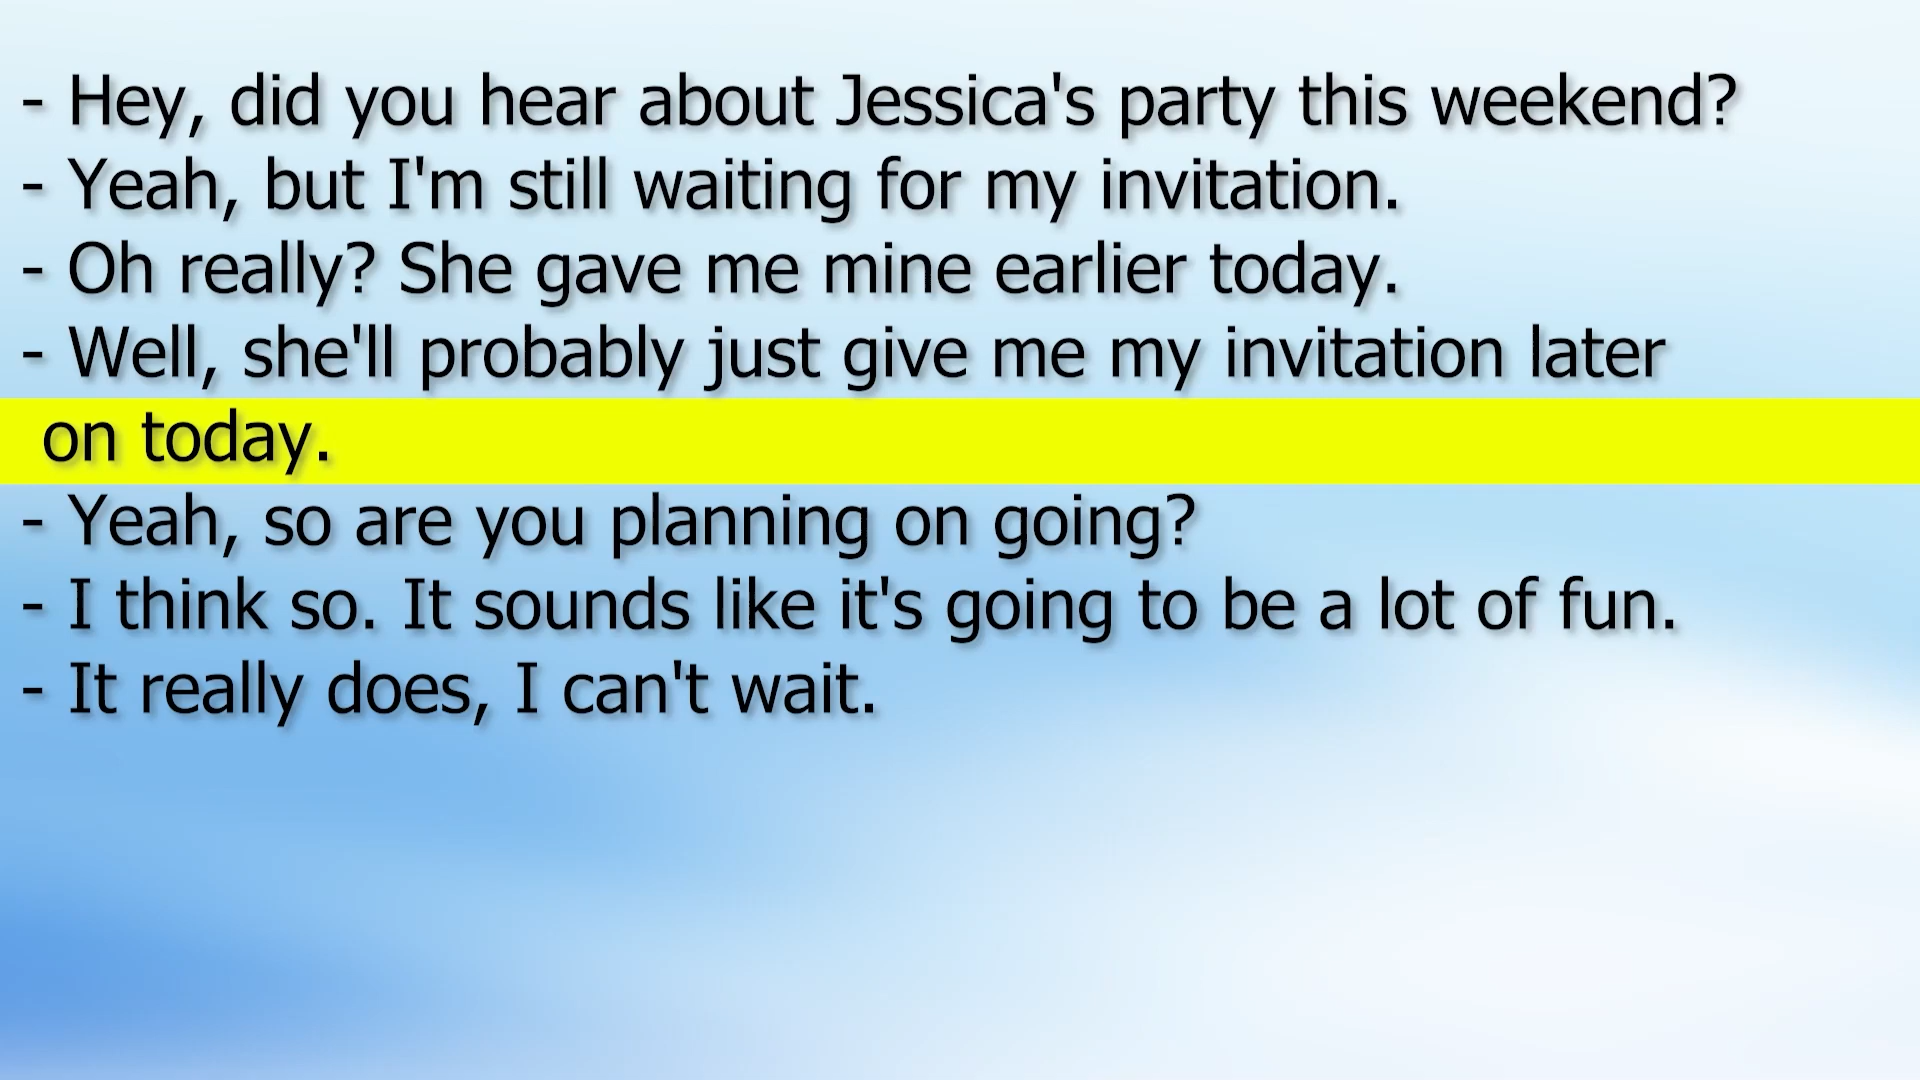 - Hey, did you hear about Jessica's party this weekend?
- Yeah, but I'm still waiting for my invitation.
- Oh really? She gave me mine earlier today.
- Well, she'll probably just give me my invitation later
on today.
- Yeah, so are you planning on going?
- I think so. It sounds like it's going to be a lot of fun.
- It really does, I can't wait.